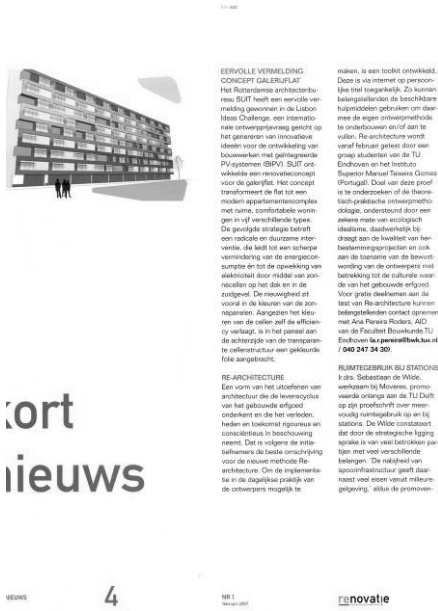 EERVOLLE VERMELDING
CONCEPT GALERIJFLAT
Het Rotterdamse architectenbu-
reau SUIT heeft een eervolle ver-
melding gewonnen in de Lisbon
Ideas Challenge, een internatio-
nale ontwerpprijsvraag gericht op
het genereren van innovatieve
ideeën voor de ontwikkeling van
bouwwerken met geïntegreerde
PV-systemen (BIPV). SUIT ont-
wikkelde een renovatieconcept
voor de galerijflat. Het concept
transformeert de flat tot een
modern appartementencomplex
met ruime, comfortabele wonin-
gen in vijf verschillende types.
De gevolgde strategie betreft
een radicale en duurzame inter-
ventie, die leidt tot een scherpe
vermindering van de energiecon-
sumptie én tot de opwekking van
elektriciteit door middel van zon-
necellen op het dak en in de
zuidgevel. De nieuwigheid zit
vooral in de kleuren van de zon-
nepanelen. Aangezien het kleu-
ren van de cellen zelf de efficien-
cy verlaagt, is in het paneel aan
de achterzijde van de transparan-
te cellenstructuur een gekleurde
folie aangebracht.
RE-ARCHITECTURE
Een vorm van het uitoefenen van
architectuur die de levenscyclus
van het gebouwde erfgoed
onderkent en die het verleden,
heden en toekomst rigoureus en
consciëntieus in beschouwing
neemt. Dat is volgens de initia-
tiefnemers de beste omschrijving
voor de nieuwe methode Re-
architecture. Om de implementa-
tie in de dagelijkse praktijk van
de ontwerpers mogelijk te
maken, is een toolkit ontwikkeld.
Deze is via internet op persoon-
lijke titel toegankelijk. Zo kunnen
belangstellenden de beschikbare
hulpmiddelen gebruiken om daar-
mee de eigen ontwerpmethode
te onderbouwen en/of aan te
vullen. Re-architecture wordt
vanaf februari getest door een
groep studenten van de TU
Eindhoven en het Instituto
Superior Manuel Teixeira Gomes
(Portugal). Doel van deze proef
is te onderzoeken of de theore-
tisch-praktische ontwerpmetho-
dologie, ondersteund door een
zekere mate van ecologisch
idealisme, daadwerkelijk bij-
draagt aan de kwaliteit van her-
bestemmingsprojecten en ook
aan de toename van de bewust-
wording van de ontwerpers met
betrekking tot de culturele waar-
de van het gebouwde erfgoed.
Voor gratis deelnemen aan de
test van Re-architecture kunnen
belangstellenden contact opnemen
met Ana Pereira Roders, AIO
van de Faculteit Bouwkunde,TU
Eindhoven (a.r.pereira@bwk.tue.nl
/ 040 247 34 30).
RUIMTEGEBRUIK BIJ STATIONS
Ir.drs. Sebastiaan de Wilde,
werkzaam bij Movares, promo-
veerde onlangs aan de TU Delft
op zijn proefschrift over meer-
voudig ruimtegebruik op en bij
stations. De Wilde constateert
dat door de strategische ligging
sprake is van veel betrokken par-
tijen met veel verschillende
belangen. 'De nabijheid van
spoorinfrastructuur geeft daar-
naast veel eisen vanuit milieure-
gelgeving,' aldus de promoven-
kort
nieuws
NIEUWS
4
NR 1
februari 2007
renovatie